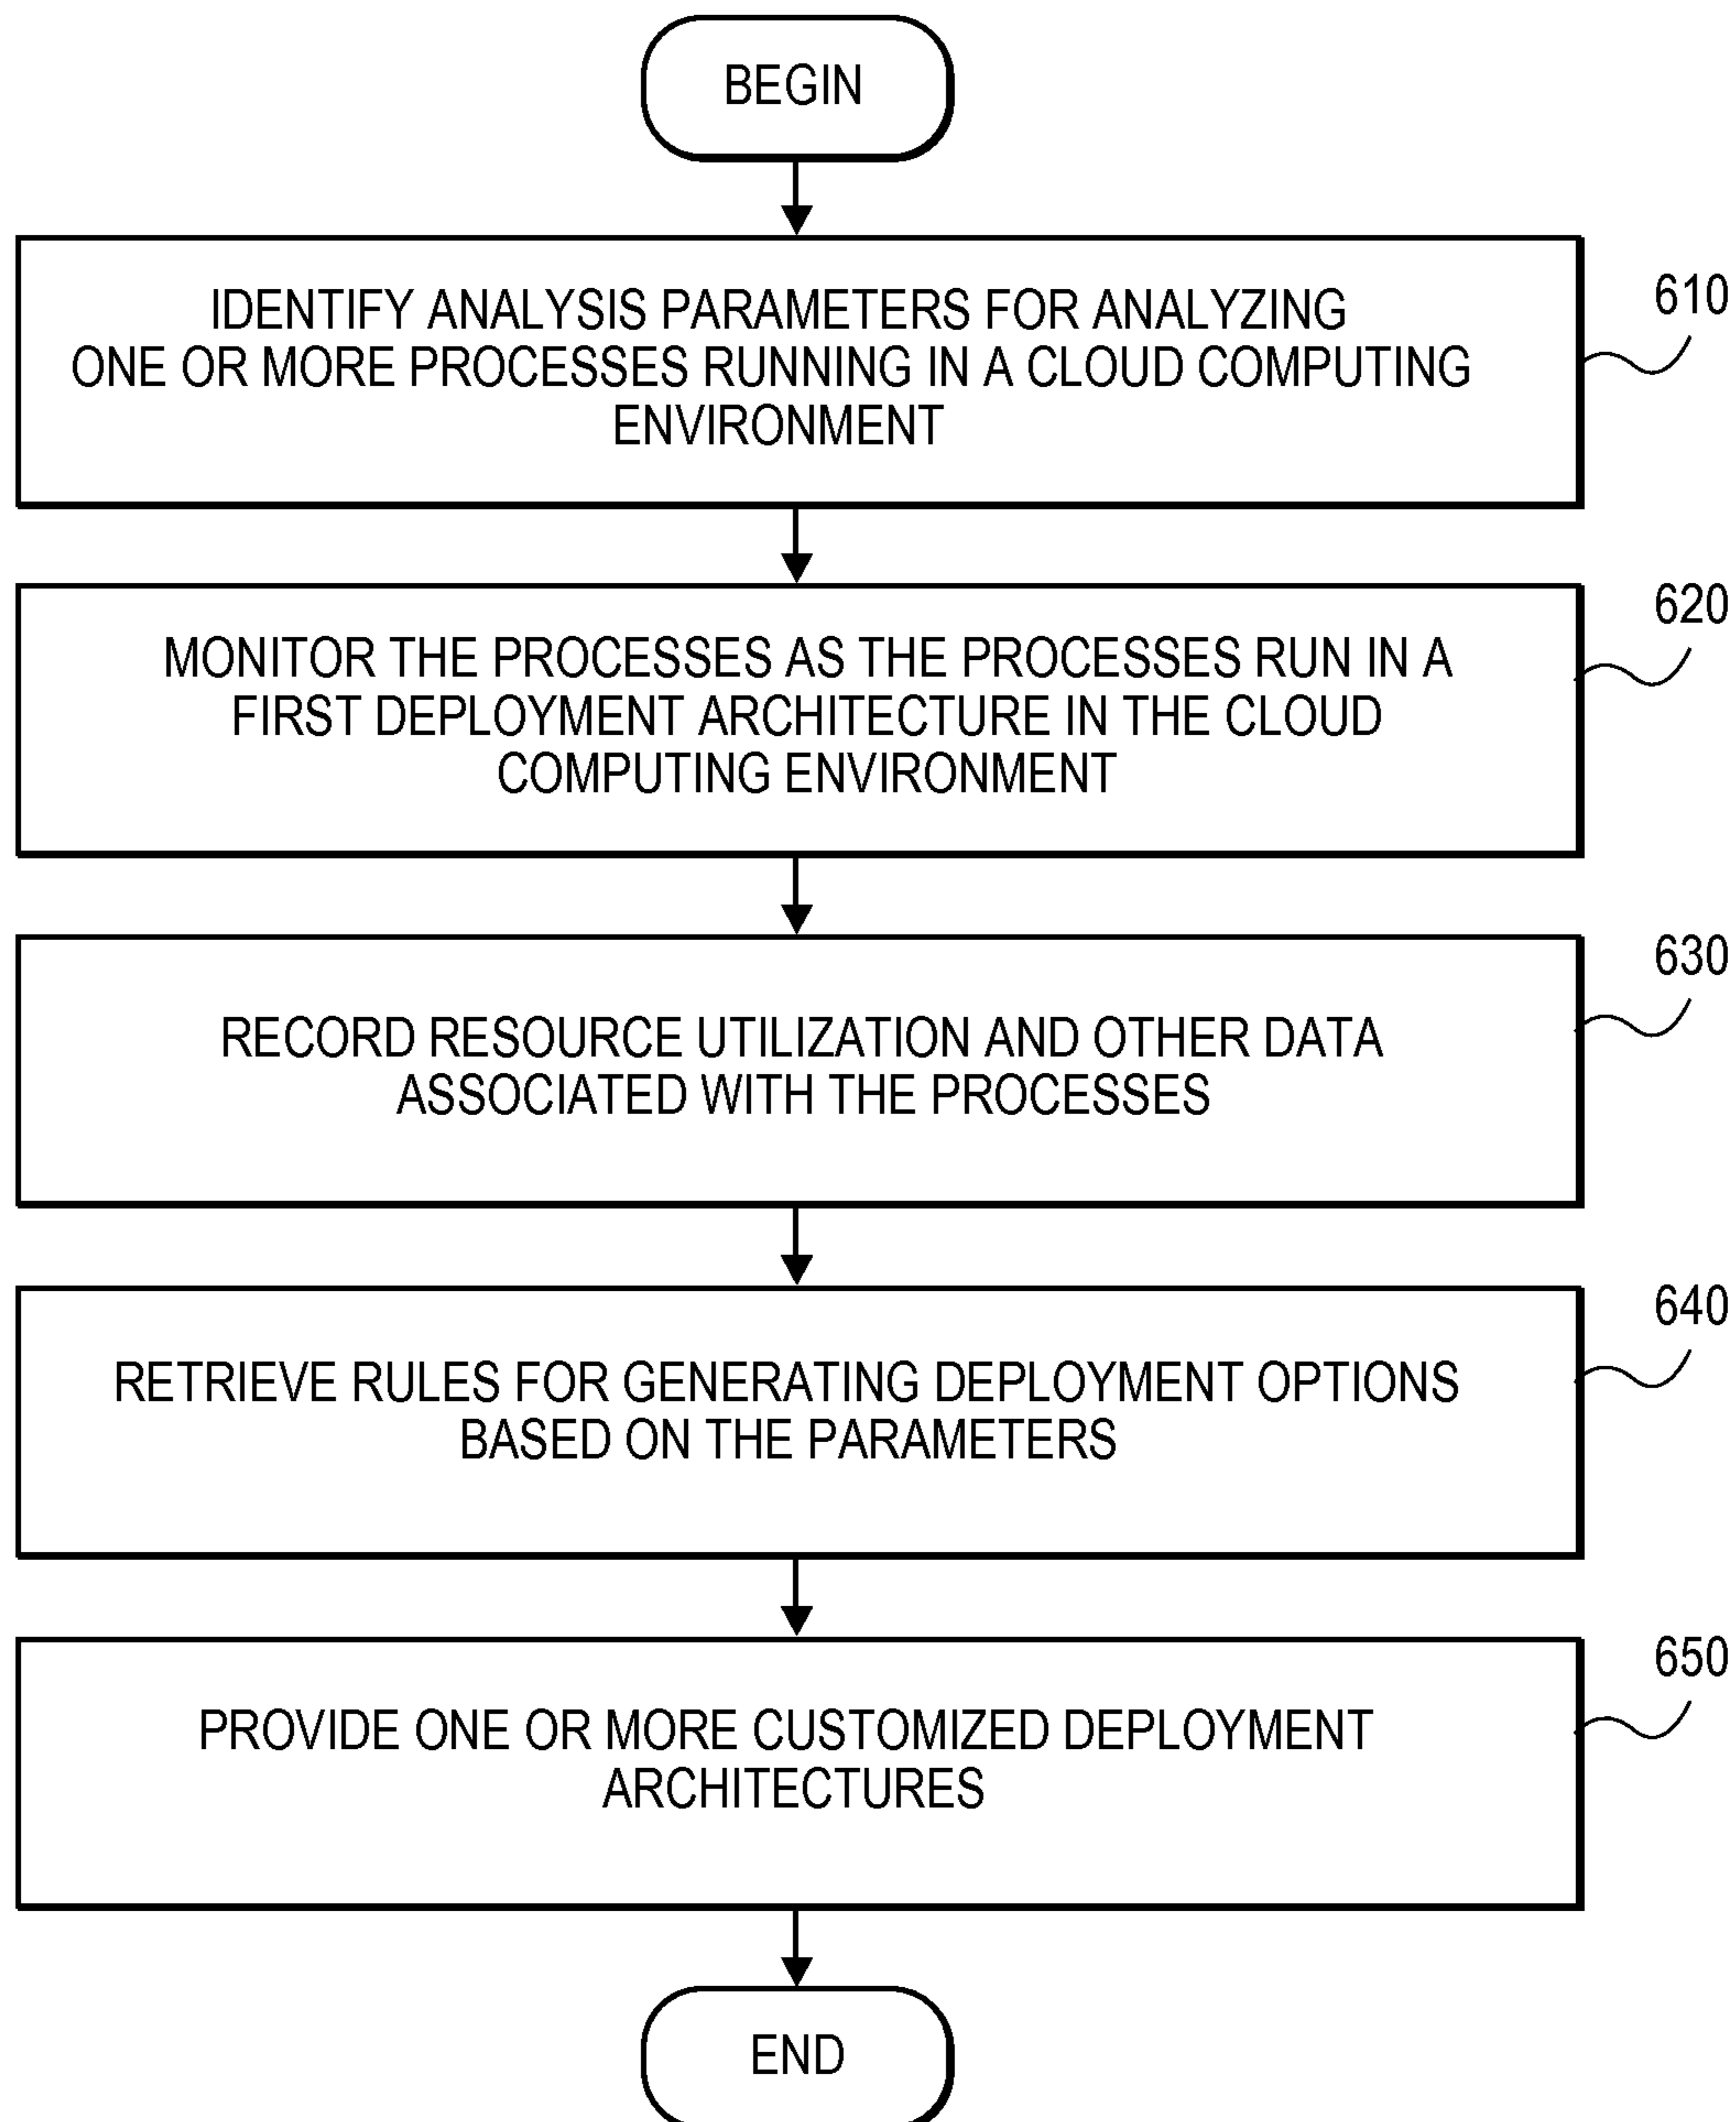 BEGIN
IDENTIFY ANALYSIS PARAMETERS FOR ANALYZING
ONE OR MORE PROCESSES RUNNING IN A CLOUD COMPUTING
ENVIRONMENT
610
MONITOR THE PROCESSES AS THE PROCESSES RUN IN A
FIRST DEPLOYMENT ARCHITECTURE IN THE CLOUD
COMPUTING ENVIRONMENT
620
RECORD RESOURCE UTILIZATION AND OTHER DATA
ASSOCIATED WITH THE PROCESSES
630
RETRIEVE RULES FOR GENERATING DEPLOYMENT OPTIONS
BASED ON THE PARAMETERS
640
PROVIDE ONE OR MORE CUSTOMIZED DEPLOYMENT
ARCHITECTURES
650
END